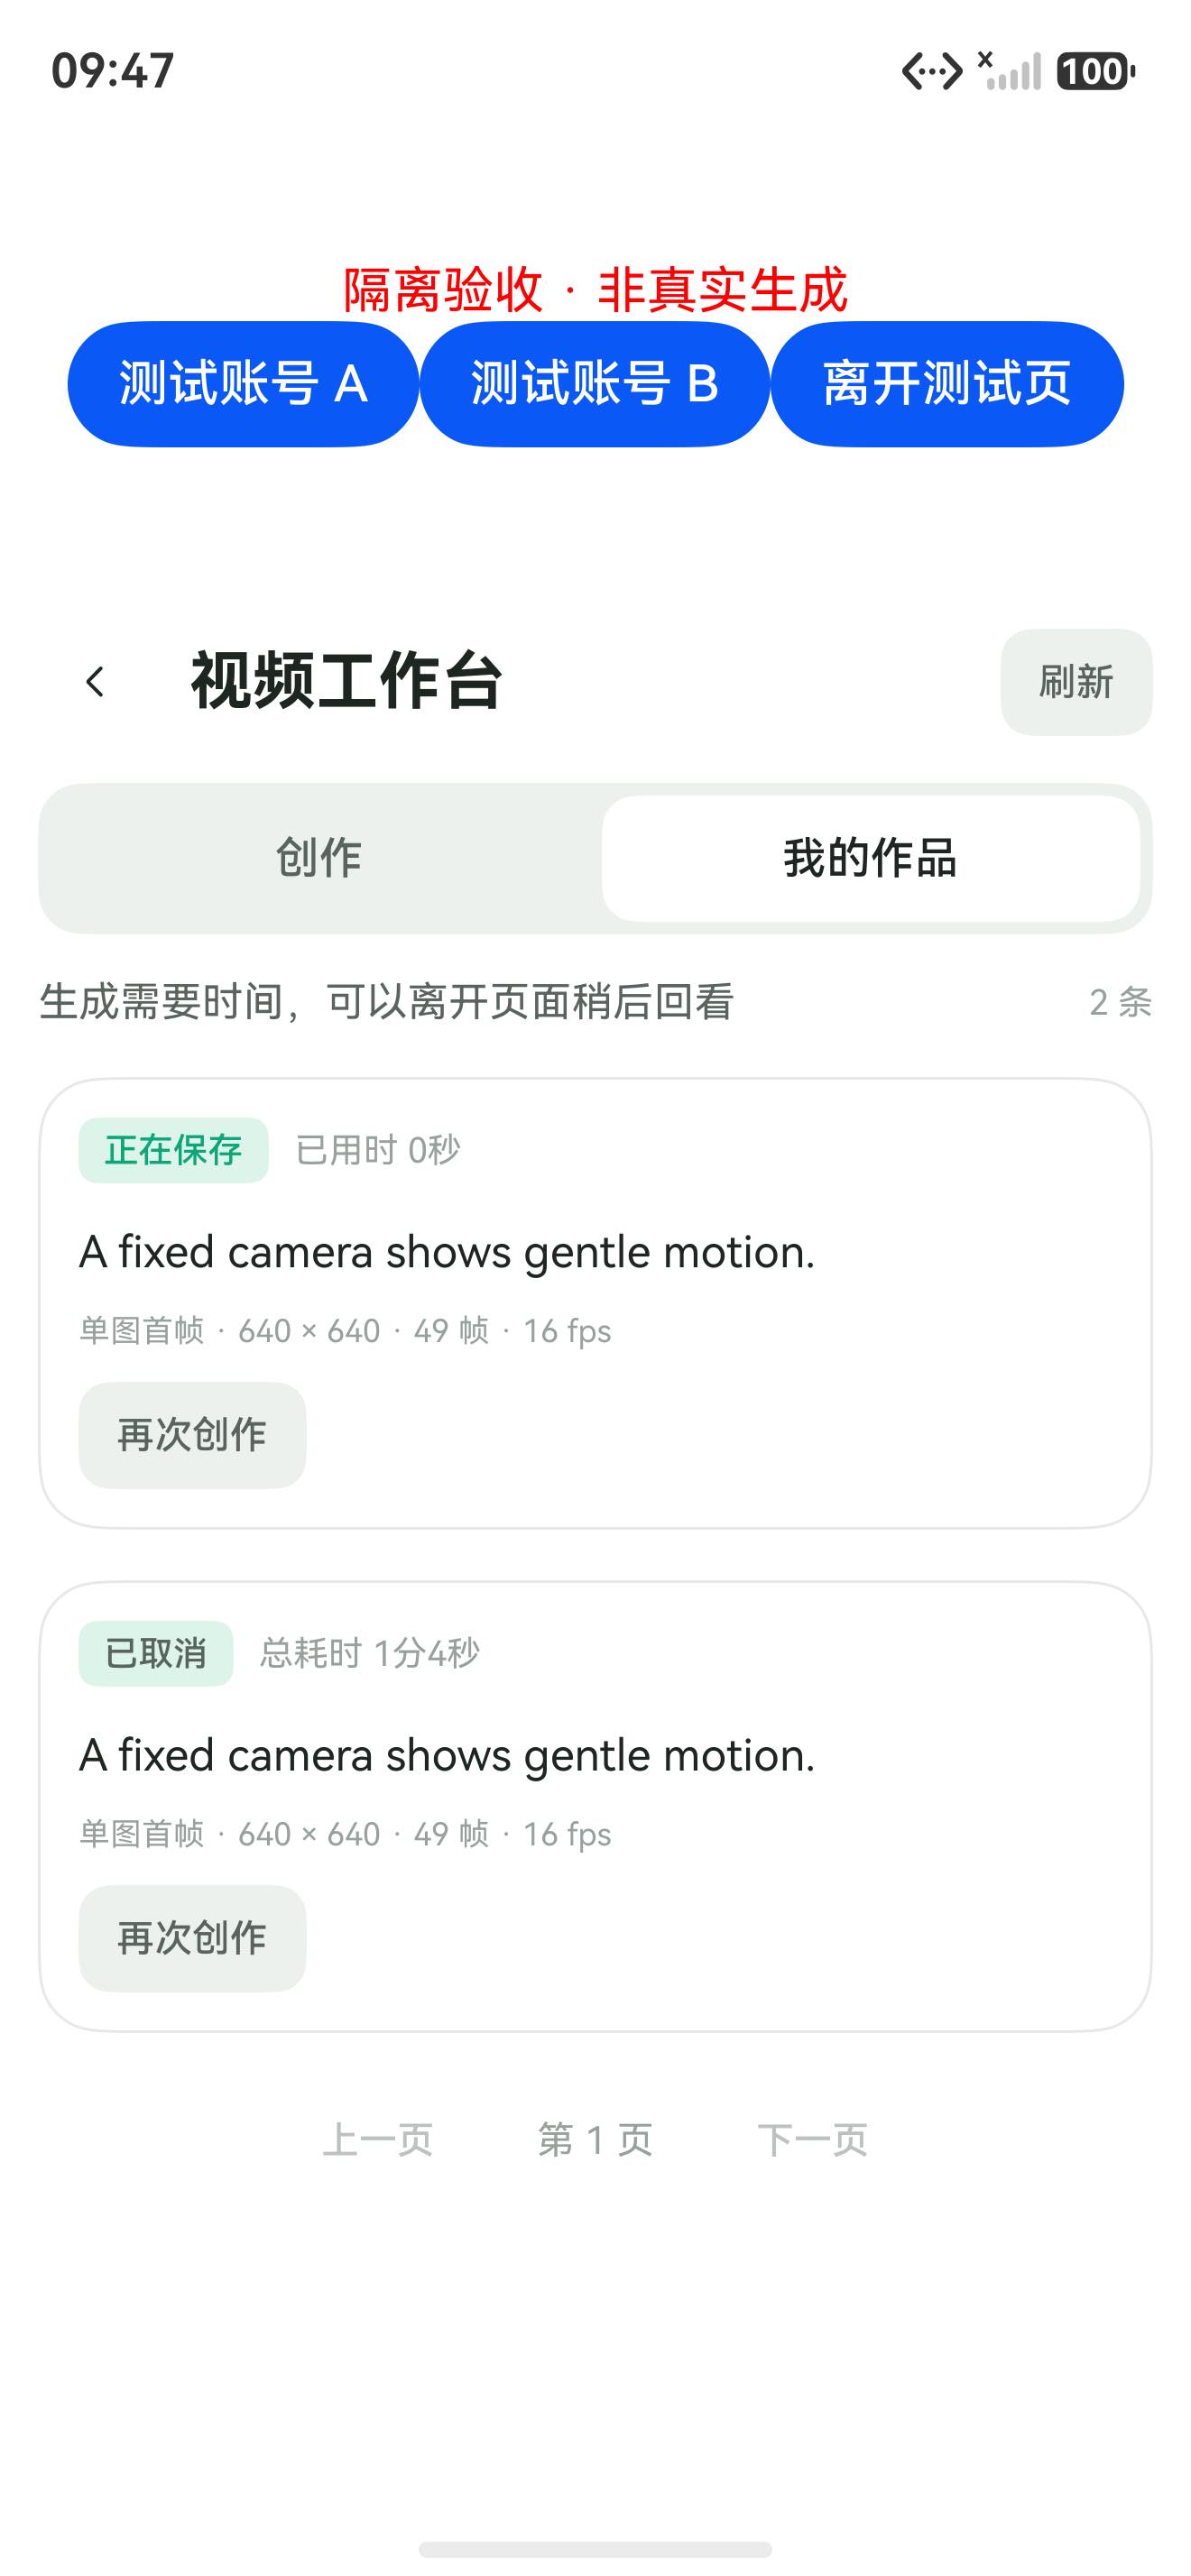 09:47
100
隔离验收 · 非真实生成
测试账号 A 测试账号 B 离开测试页
视频工作台 刷新
创作 我的作品
生成需要时间，可以离开页面稍后回看 2 条
正在保存 已用时 0秒
A fixed camera shows gentle motion.
单图首帧 · 640 × 640 · 49 帧 · 16 fps
再次创作
已取消 总耗时 1分4秒
A fixed camera shows gentle motion.
单图首帧 · 640 × 640 · 49 帧 · 16 fps
再次创作
上一页 第 1 页 下一页